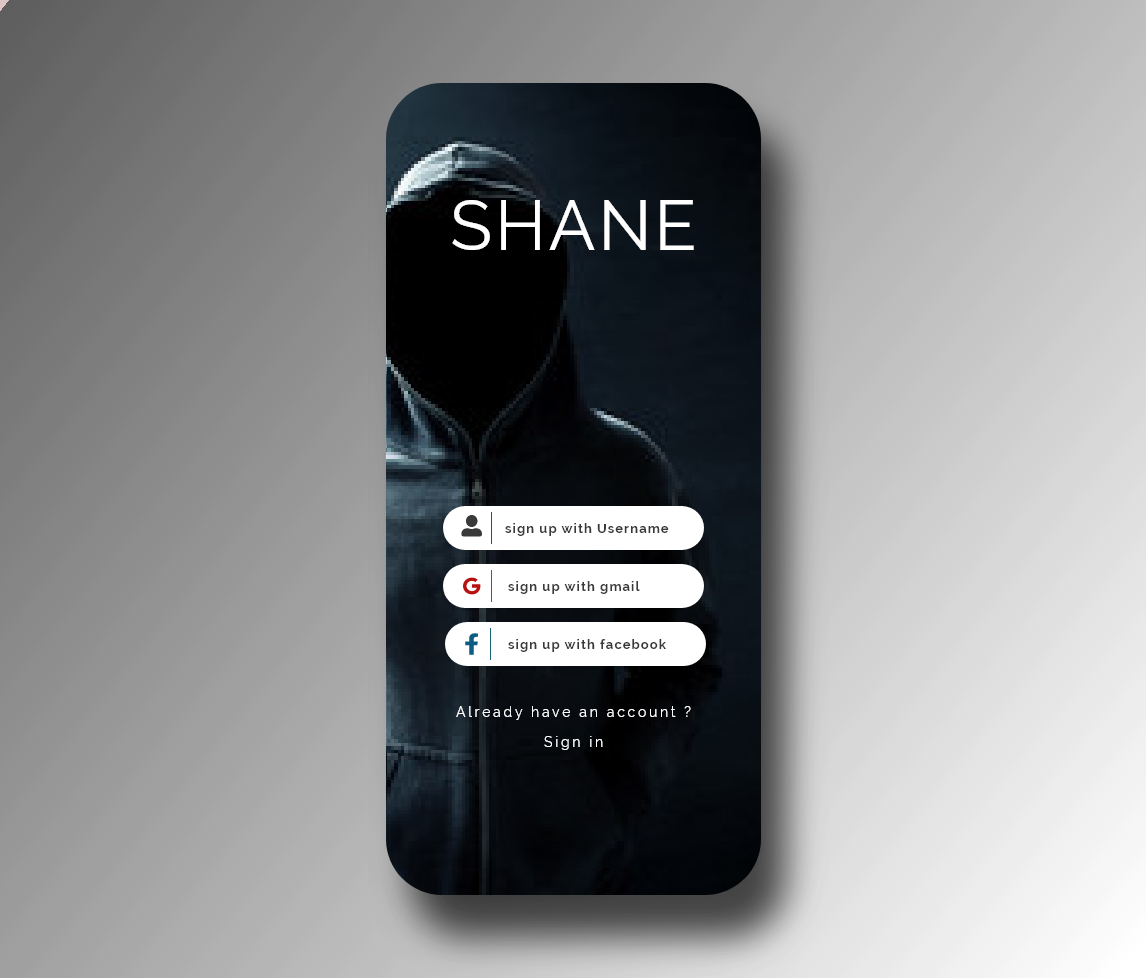 SHANE
sign up with Username
sign up with gmail
sign up with facebook
Already have an account ?
Sign in